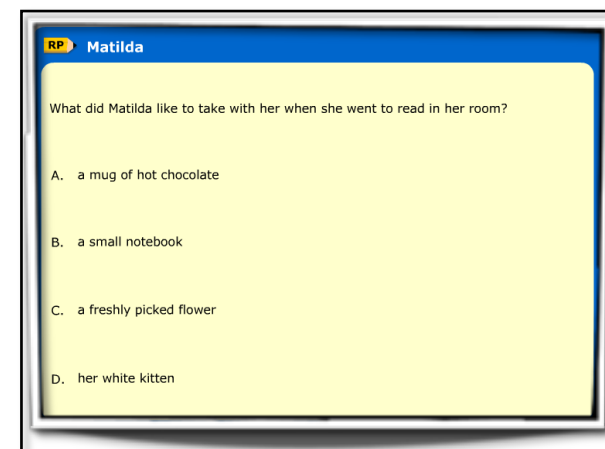 RP Matilda
What did Matilda like to take with her when she went to read in her room?
A. a mug of hot chocolate
B. a small notebook
C. a freshly picked flower
D. her white kitten